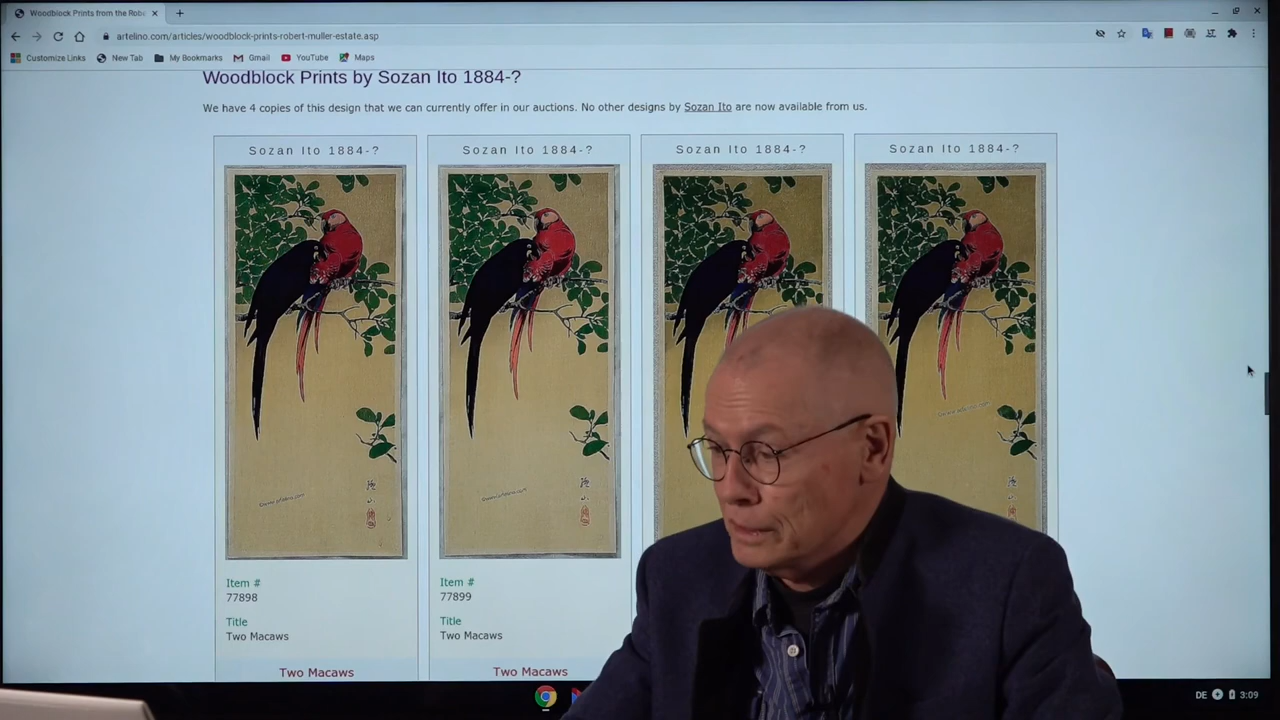 Woodblock Prints from the Robe
artelino.com/articles/woodblock-prints-robert-muller-estate.asp
Customize Links New Tab My Bookmarks Gmail YouTube Maps
Woodblock Prints by Sozan Ito 1884-?
We have 4 copies of this design that we can currently offer in our auctions. No other designs by Sozan Ito are now available from us.
Sozan Ito 1884-? Sozan Ito 1884-? Sozan Ito 1884-? Sozan Ito 1884-?
Item # Item #
77898 77899
Title Title
Two Macaws Two Macaws
Two Macaws Two Macaws
DE 3:09